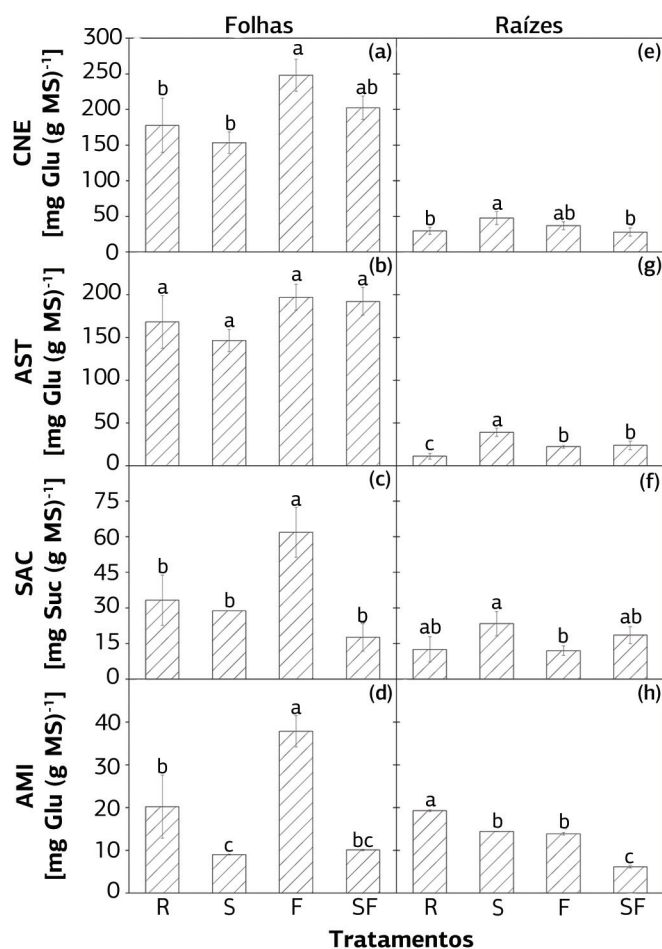 Folhas Raízes
CNE
[mg Glu (g MS)⁻¹]
300
250
200
150
100
50
0
(a)
b b a ab
(e)
b a ab b
AST
[mg Glu (g MS)⁻¹]
200
150
100
50
0
(b)
a a a a
(g)
c a b b
SAC
[mg Suc (g MS)⁻¹]
75
60
45
30
15
0
(c)
b b a b
(f)
ab a b ab
AMI
[mg Glu (g MS)⁻¹]
40
30
20
10
0
(d)
b c a bc
(h)
a b b c
R S F SF R S F SF
Tratamentos